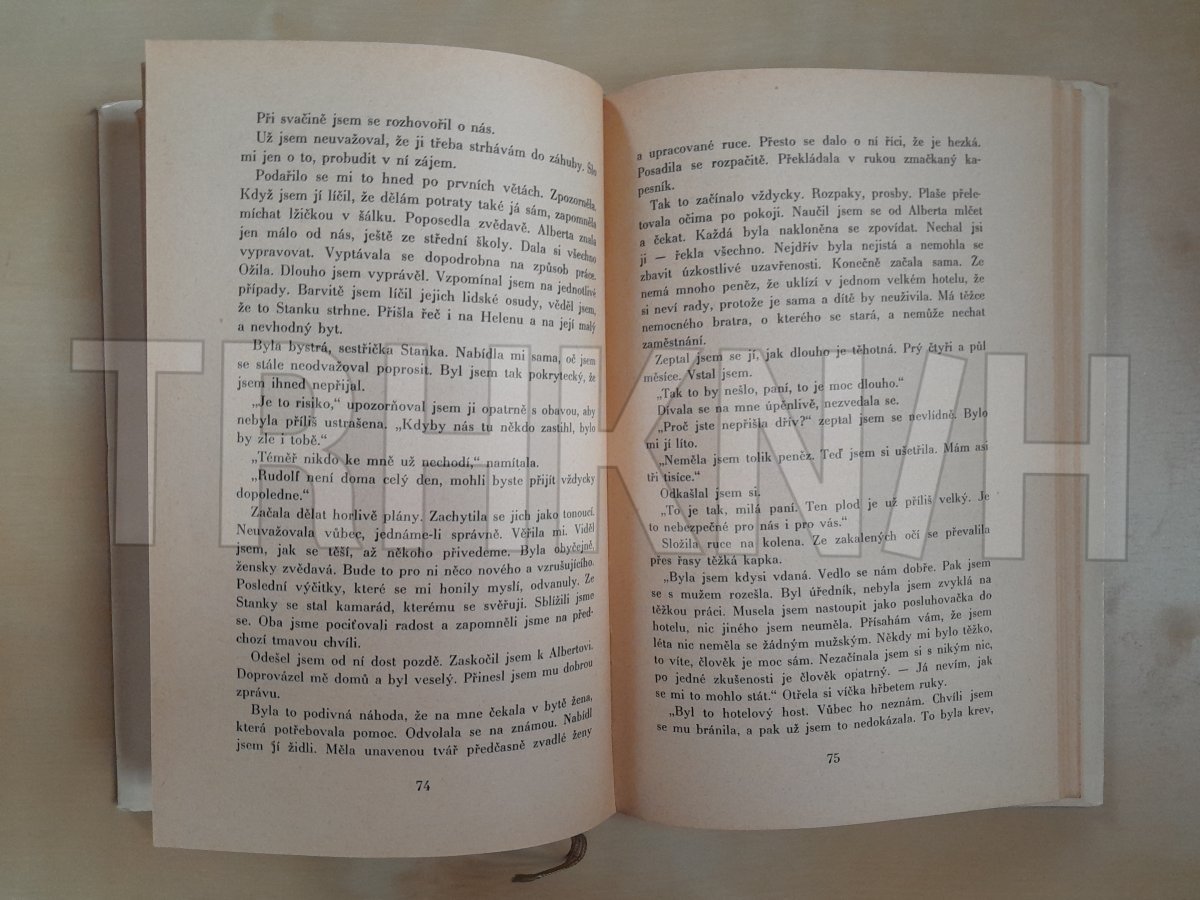 Při svačině jsem se rozhovořil o nás.
Už jsem neuvažoval, že ji třeba strhávám do záhuby. Šlo
mi jen o to, probudit v ní zájem.
Podařilo se mi to hned po prvních větách. Zpozorněla.
Když jsem jí líčil, že dělám potraty také já sám, zapomněla
míchat lžičkou v šálku. Poposedla zvědavě. Alberta znala
jen málo od nás, ještě ze střední školy. Dala si všechno
vypravovat. Vyptávala se dopodrobna na způsob práce.
Ožila. Dlouho jsem vyprávěl. Vzpomínal jsem na jednotlivé
případy. Barvitě jsem líčil jejich lidské osudy, věděl jsem,
že to Stanku strhne. Přišla řeč i na Helenu a na její malý
a nevhodný byt.
Byla bystrá, sestřička Stanka. Nabídla mi sama, oč jsem
se stále neodvažoval poprosit. Byl jsem tak pokrytecký, že
jsem ihned nepřijal.
„Je to risiko,“ upozorňoval jsem ji opatrně s obavou, aby
nebyla příliš ustrašena. „Kdyby nás tu někdo zastihl, bylo
by zle i tobě.“
„Téměř nikdo ke mně už nechodí,“ namítala.
„Rudolf není doma celý den, mohli byste přijít vždycky
dopoledne.“
Začala dělat horlivě plány. Zachytila se jich jako tonoucí.
Neuvažovala vůbec, jednáme-li správně. Věřila mi. Viděl
jsem, jak se těší, až někoho přivedeme. Byla obyčejně,
žensky zvědavá. Bude to pro ni něco nového a vzrušujícího.
Poslední výčitky, které se mi honily myslí, odvanuly. Ze
Stanky se stal kamarád, kterému se svěřuji. Sblížili jsme
se. Oba jsme pociťovali radost a zapomněli jsme na před-
chozí tmavou chvíli.
Odešel jsem od ní dost pozdě. Zaskočil jsem k Albertovi.
Doprovázel mě domů a byl veselý. Přinesl jsem mu dobrou
zprávu.
Byla to podivná náhoda, že na mne čekala v bytě žena,
která potřebovala pomoc. Odvolala se na známou. Nabídl
jsem jí židli. Měla unavenou tvář předčasně zvadlé ženy
74
a upracované ruce. Přesto se dalo o ní říci, že je hezká.
Posadila se rozpačitě. Překládala v rukou zmačkaný ka-
pesník.
Tak to začínalo vždycky. Rozpaky, prosby. Plaše přele-
tovala očima po pokoji. Naučil jsem se od Alberta mlčet
a čekat. Každá byla nakloněna se zpovídat. Nechal jsi
ji — řekla všechno. Nejdřív byla nejistá a nemohla se
zbavit úzkostlivé uzavřenosti. Konečně začala sama. Že
nemá mnoho peněz, že uklízí v jednom velkém hotelu, že
si neví rady, protože je sama a dítě by neuživila. Má těžce
nemocného bratra, o kterého se stará, a nemůže nechat
zaměstnání.
Zeptal jsem se jí, jak dlouho je těhotná. Prý čtyři a půl
měsíce. Vstal jsem.
„Tak to by nešlo, paní, to je moc dlouho.“
Dívala se na mne úpěnlivě, nezvedala se.
„Proč jste nepřišla dřív?“ zeptal jsem se nevlídně. Bylo
mi jí líto.
„Neměla jsem tolik peněz. Teď jsem si ušetřila. Mám asi
tři tisíce.“
Odkašlal jsem si.
„To je tak, milá paní. Ten plod je už příliš velký. Je
to nebezpečné pro nás i pro vás.“
Složila ruce na kolena. Ze zakalených očí se převalila
přes řasy těžká kapka.
„Byla jsem kdysi vdaná. Vedlo se nám dobře. Pak jsem
se s mužem rozešla. Byl úředník, nebyla jsem zvyklá na
těžkou práci. Musela jsem nastoupit jako posluhovačka do
hotelu, nic jiného jsem neuměla. Přísahám vám, že jsem
léta nic neměla se žádným mužským. Někdy mi bylo těžko,
to víte, člověk je moc sám. Nezačínala jsem si s nikým nic,
po jedné zkušenosti je člověk opatrný. — Já nevím, jak
se mi to mohlo stát.“ Otřela si víčka hřbetem ruky.
„Byl to hotelový host. Vůbec ho neznám. Chvíli jsem
se mu bránila, a pak už jsem to nedokázala. To byla krev,
75
TRHKNIH